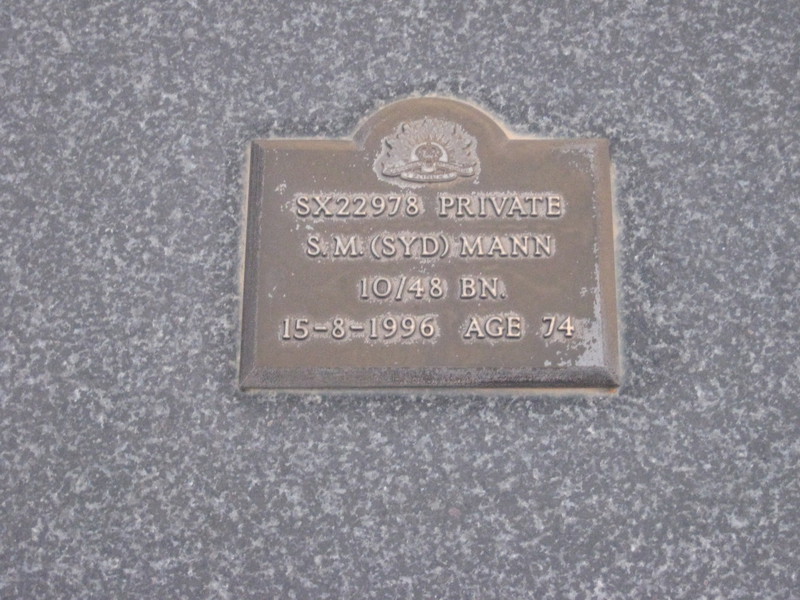 SX22978 PRIVATE
S.M.(SYD) MANN
10/48 BN.
15-8-1996 AGE 74